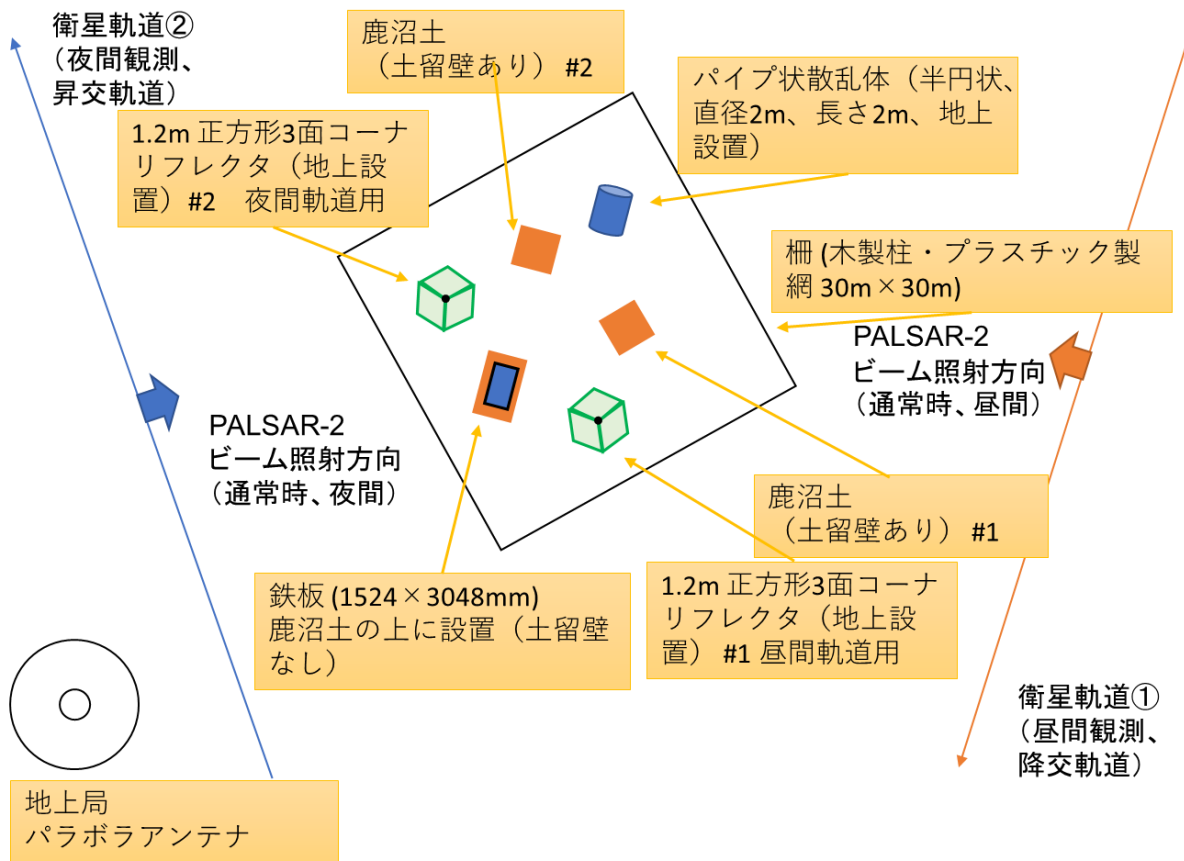 衛星軌道②
（夜間観測、
昇交軌道）
鹿沼土
（土留壁あり） #2
パイプ状散乱体（半円状、
直径2m、長さ2m、地上
設置）
1.2m 正方形3面コーナ
リフレクタ（地上設
置）#2　夜間軌道用
柵 (木製柱・プラスチック製
網 30m×30m)
PALSAR-2
ビーム照射方向
（通常時、昼間）
PALSAR-2
ビーム照射方向
（通常時、夜間）
鹿沼土
（土留壁あり） #1
鉄板 (1524×3048mm)
鹿沼土の上に設置（土留壁
なし）
1.2m 正方形3面コーナ
リフレクタ（地上設
置） #1 昼間軌道用
衛星軌道①
（昼間観測、
降交軌道）
地上局
パラボラアンテナ